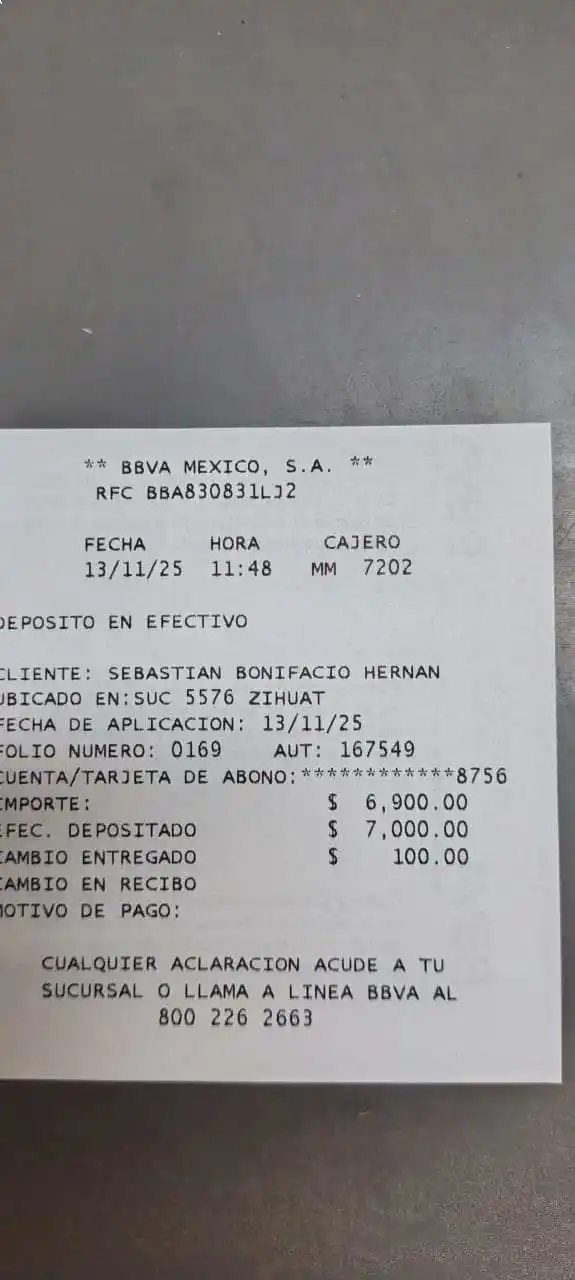 ** BBVA MEXICO, S.A. **
RFC BBA830831LJ2
FECHA HORA CAJERO
13/11/25 11:48 MM 7202
DEPOSITO EN EFECTIVO
CLIENTE: SEBASTIAN BONIFACIO HERNAN
UBICADO EN:SUC 5576 ZIHUAT
FECHA DE APLICACION: 13/11/25
FOLIO NUMERO: 0169 AUT: 167549
CUENTA/TARJETA DE ABONO:************8756
IMPORTE: $ 6,900.00
EFEC. DEPOSITADO $ 7,000.00
CAMBIO ENTREGADO $ 100.00
CAMBIO EN RECIBO
MOTIVO DE PAGO:
CUALQUIER ACLARACION ACUDE A TU
SUCURSAL O LLAMA A LINEA BBVA AL
800 226 2663